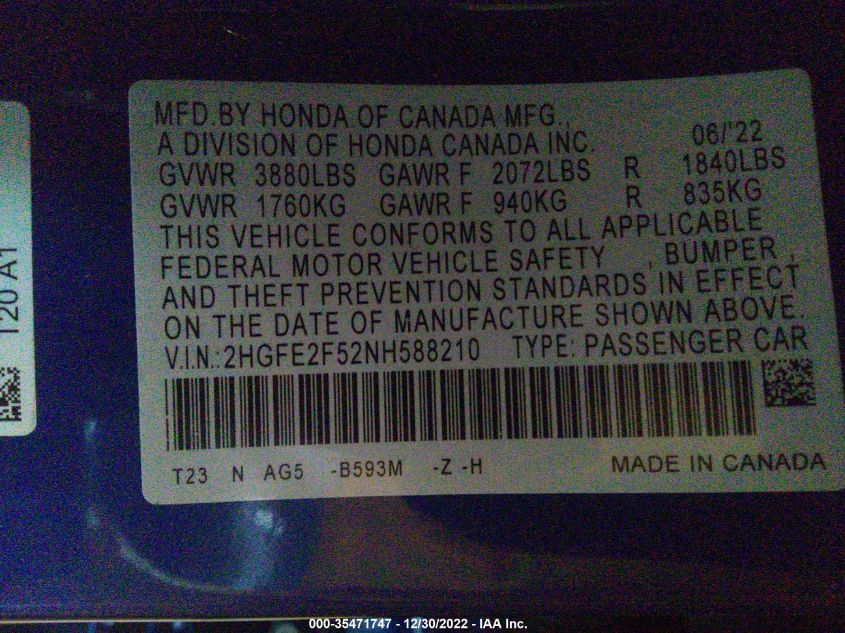 MFD.BY HONDA OF CANADA MFG.,
A DIVISION OF HONDA CANADA INC. 06/'22
GVWR 3880LBS GAWR F 2072LBS R 1840LBS
GVWR 1760KG GAWR F 940KG R 835KG
THIS VEHICLE CONFORMS TO ALL APPLICABLE
FEDERAL MOTOR VEHICLE SAFETY , BUMPER ,
AND THEFT PREVENTION STANDARDS IN EFFECT
ON THE DATE OF MANUFACTURE SHOWN ABOVE.
V.I.N.:2HGFE2F52NH588210 TYPE: PASSENGER CAR
T23 N AG5 -B593M -Z -H MADE IN CANADA
T20 A1
000-35471747 - 12/30/2022 - IAA Inc.